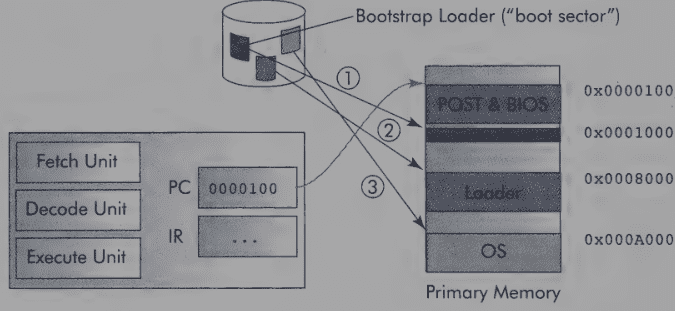 Bootstrap Loader ("boot sector")
1
POST & BIOS
0x0000100
2
0x0001000
Fetch Unit
PC
0000100
3
Loader
0x0008000
Decode Unit
IR
...
Execute Unit
OS
0x000A000
Primary Memory